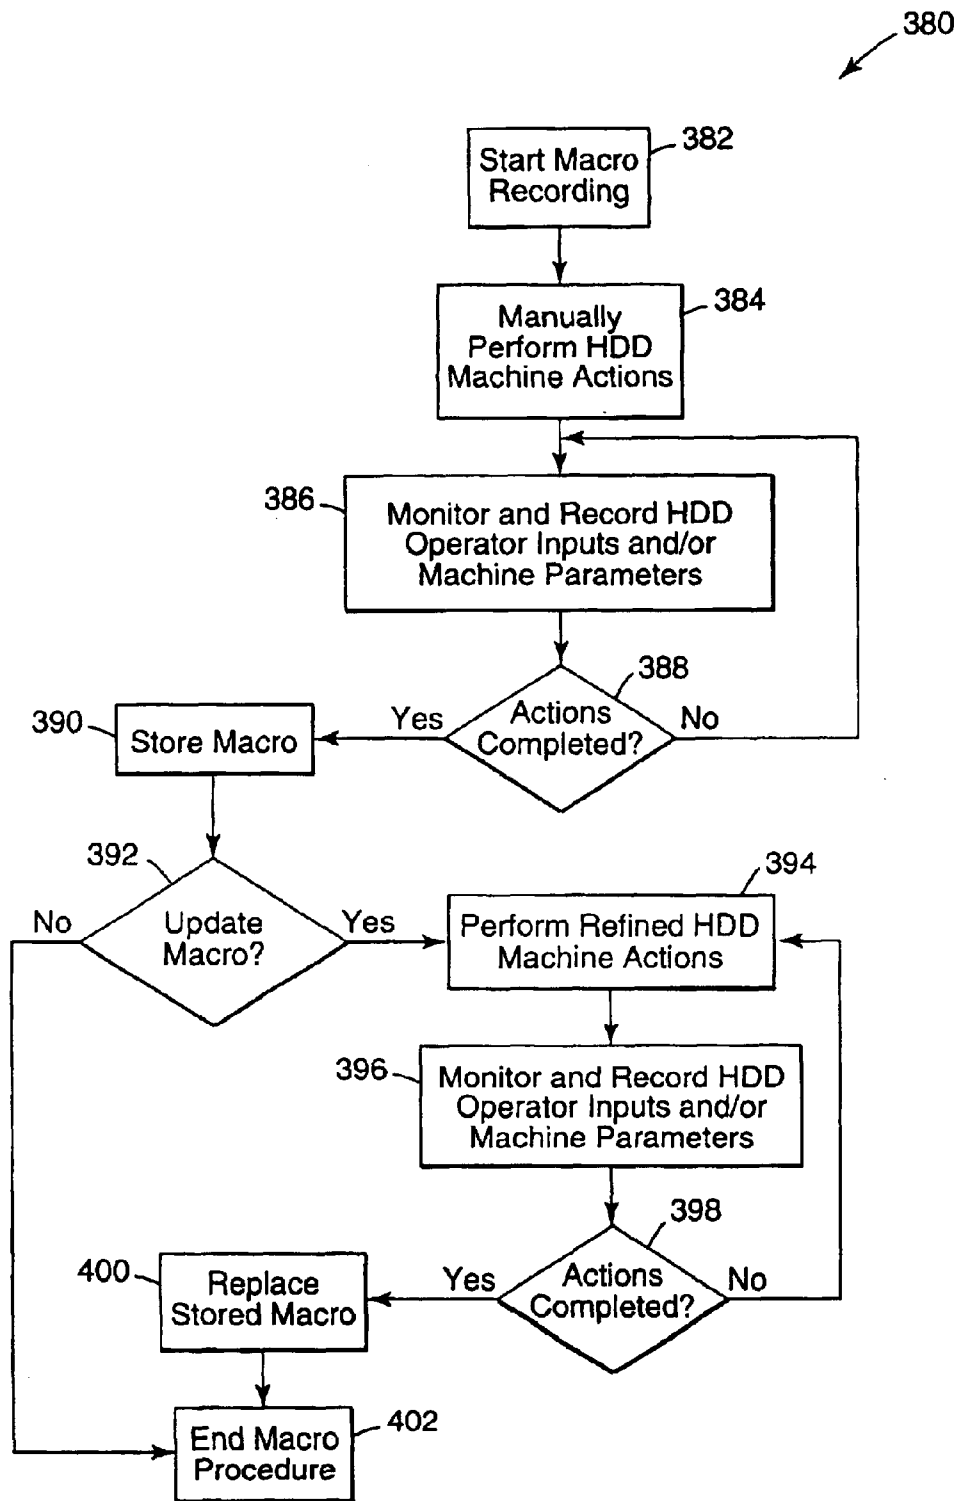 380
Start Macro
Recording
382
Manually
Perform HDD
Machine Actions
384
386
Monitor and Record HDD
Operator Inputs and/or
Machine Parameters
388
390
Store Macro
Yes
Actions
Completed?
No
392
394
No
Update
Macro?
Yes
Perform Refined HDD
Machine Actions
396
Monitor and Record HDD
Operator Inputs and/or
Machine Parameters
398
400
Replace
Stored Macro
Yes
Actions
Completed?
No
End Macro
Procedure
402